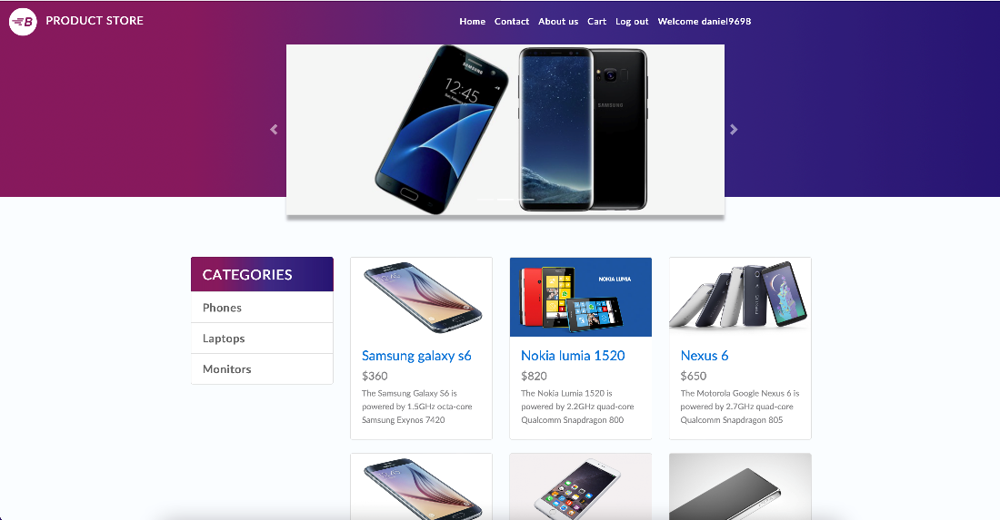 B PRODUCT STORE
Home Contact About us Cart Log out Welcome daniel9698
SAMSUNG
12:45
SAMSUNG
CATEGORIES
Phones
Laptops
Monitors
NOKIA LUMIA
Samsung galaxy s6
$360
The Samsung Galaxy S6 is
powered by 1.5GHz octa-core
Samsung Exynos 7420
Nokia lumia 1520
$820
The Nokia Lumia 1520 is
powered by 2.2GHz quad-core
Qualcomm Snapdragon 800
Nexus 6
$650
The Motorola Google Nexus 6 is
powered by 2.7GHz quad-core
Qualcomm Snapdragon 805